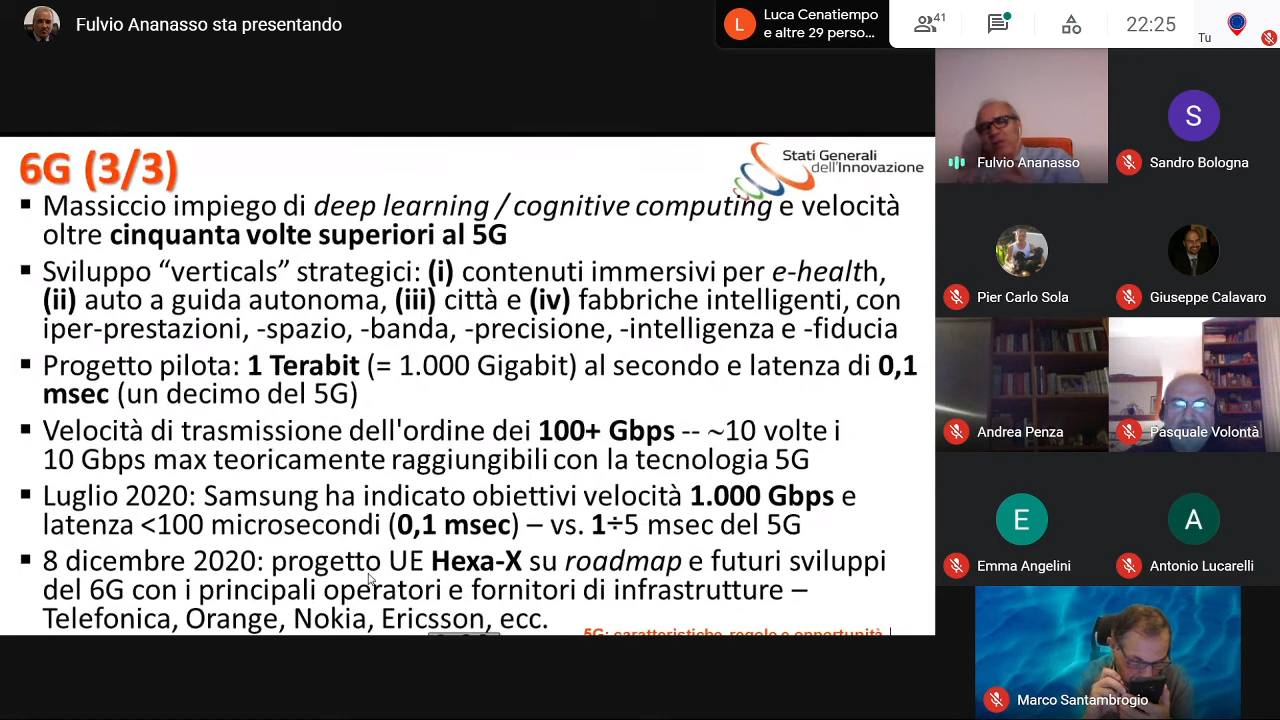 Fulvio Ananasso sta presentando
L
Luca Cenatiempo
e altre 29 perso...
41
22:25
Tu
6G (3/3)
Stati Generali
dell'Innovazione
▪ Massiccio impiego di deep learning / cognitive computing e velocità
oltre cinquanta volte superiori al 5G
▪ Sviluppo “verticals” strategici: (i) contenuti immersivi per e-health,
(ii) auto a guida autonoma, (iii) città e (iv) fabbriche intelligenti, con
iper-prestazioni, -spazio, -banda, -precisione, -intelligenza e -fiducia
▪ Progetto pilota: 1 Terabit (= 1.000 Gigabit) al secondo e latenza di 0,1
msec (un decimo del 5G)
▪ Velocità di trasmissione dell'ordine dei 100+ Gbps -- ~10 volte i
10 Gbps max teoricamente raggiungibili con la tecnologia 5G
▪ Luglio 2020: Samsung ha indicato obiettivi velocità 1.000 Gbps e
latenza <100 microsecondi (0,1 msec) – vs. 1÷5 msec del 5G
▪ 8 dicembre 2020: progetto UE Hexa-X su roadmap e futuri sviluppi
del 6G con i principali operatori e fornitori di infrastrutture –
Telefonica, Orange, Nokia, Ericsson, ecc.
5G: caratteristiche, regole e opportunità
Fulvio Ananasso
S
Sandro Bologna
Pier Carlo Sola
Giuseppe Calavaro
Andrea Penza
Pasquale Volontà
E
Emma Angelini
A
Antonio Lucarelli
Marco Santambrogio